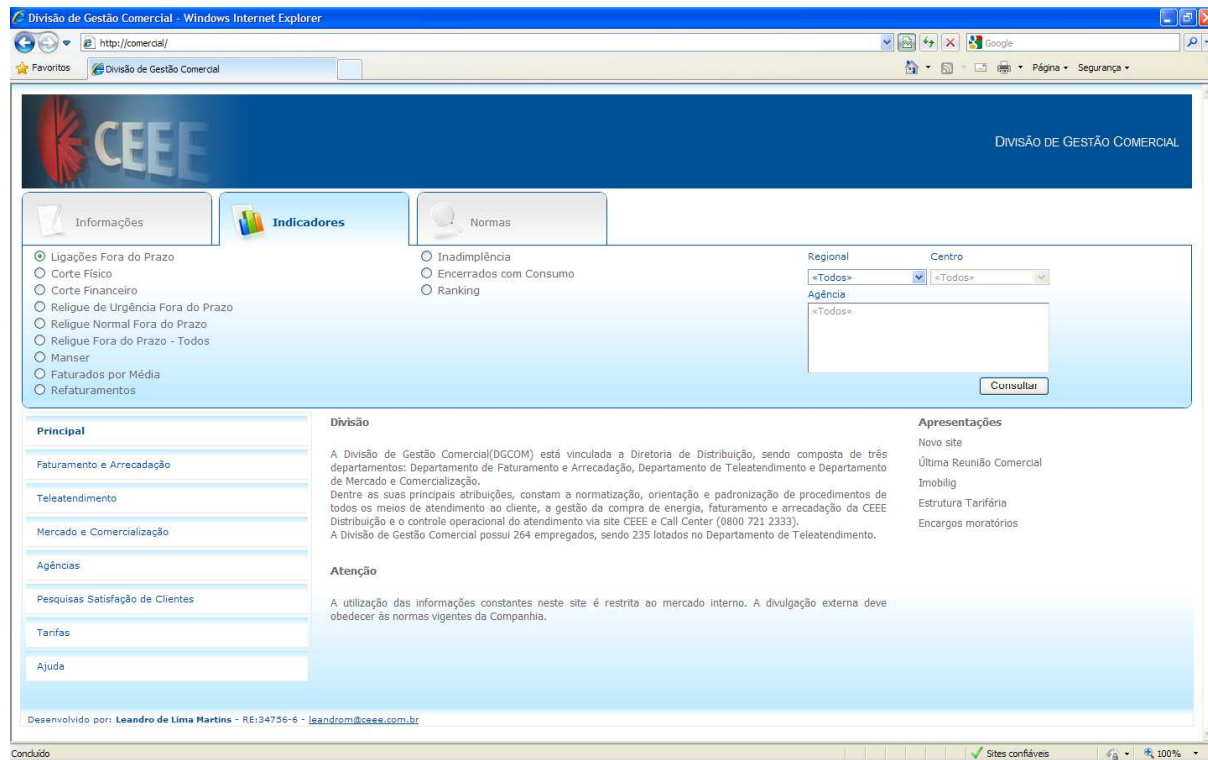 Divisão de Gestão Comercial - Windows Internet Explorer
http://comercial/
Google
Favoritos
Divisão de Gestão Comercial
Página
Segurança
CEEE
DIVISÃO DE GESTÃO COMERCIAL
Informações
Indicadores
Normas
Ligações Fora do Prazo
Corte Físico
Corte Financeiro
Religue de Urgência Fora do Prazo
Religue Normal Fora do Prazo
Religue Fora do Prazo - Todos
Manser
Faturados por Média
Refaturamentos
Inadimplência
Encerrados com Consumo
Ranking
Regional
Centro
«Todos»
«Todos»
Agência
«Todos»
Consultar
Principal
Faturamento e Arrecadação
Teleatendimento
Mercado e Comercialização
Agências
Pesquisas Satisfação de Clientes
Tarifas
Ajuda
Divisão
A Divisão de Gestão Comercial(DGCOM) está vinculada a Diretoria de Distribuição, sendo composta de três
departamentos: Departamento de Faturamento e Arrecadação, Departamento de Teleatendimento e Departamento
de Mercado e Comercialização.
Dentre as suas principais atribuições, constam a normatização, orientação e padronização de procedimentos de
todos os meios de atendimento ao cliente, a gestão da compra de energia, faturamento e arrecadação da CEEE
Distribuição e o controle operacional do atendimento via site CEEE e Call Center (0800 721 2333).
A Divisão de Gestão Comercial possui 264 empregados, sendo 235 lotados no Departamento de Teleatendimento.
Atenção
A utilização das informações constantes neste site é restrita ao mercado interno. A divulgação externa deve
obedecer às normas vigentes da Companhia.
Apresentações
Novo site
Última Reunião Comercial
Imobilig
Estrutura Tarifária
Encargos moratórios
Desenvolvido por: Leandro de Lima Martins - RE:34756-6 - leandrom@ceee.com.br
Concluído
Sites confiáveis
100%